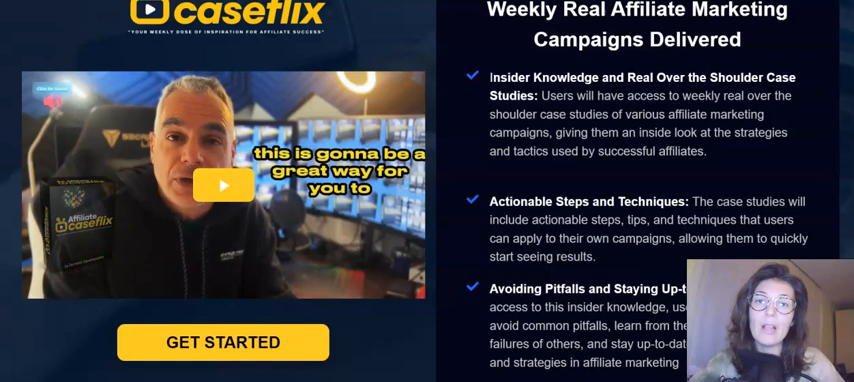 caseflix
"YOUR WEEKLY DOSE OF INSPIRATION FOR AFFILIATE SUCCESS"
this is gonna be a
great way for
you to
Affiliate
caseflix
GET STARTED
Weekly Real Affiliate Marketing
Campaigns Delivered
Insider Knowledge and Real Over the Shoulder Case
Studies: Users will have access to weekly real over the
shoulder case studies of various affiliate marketing
campaigns, giving them an inside look at the strategies
and tactics used by successful affiliates.
Actionable Steps and Techniques: The case studies will
include actionable steps, tips, and techniques that users
can apply to their own campaigns, allowing them to quickly
start seeing results.
Avoiding Pitfalls and Staying
access to this insider knowledge,
avoid common pitfalls, learn from
failures of others, and stay
and strategies in affiliate marketing